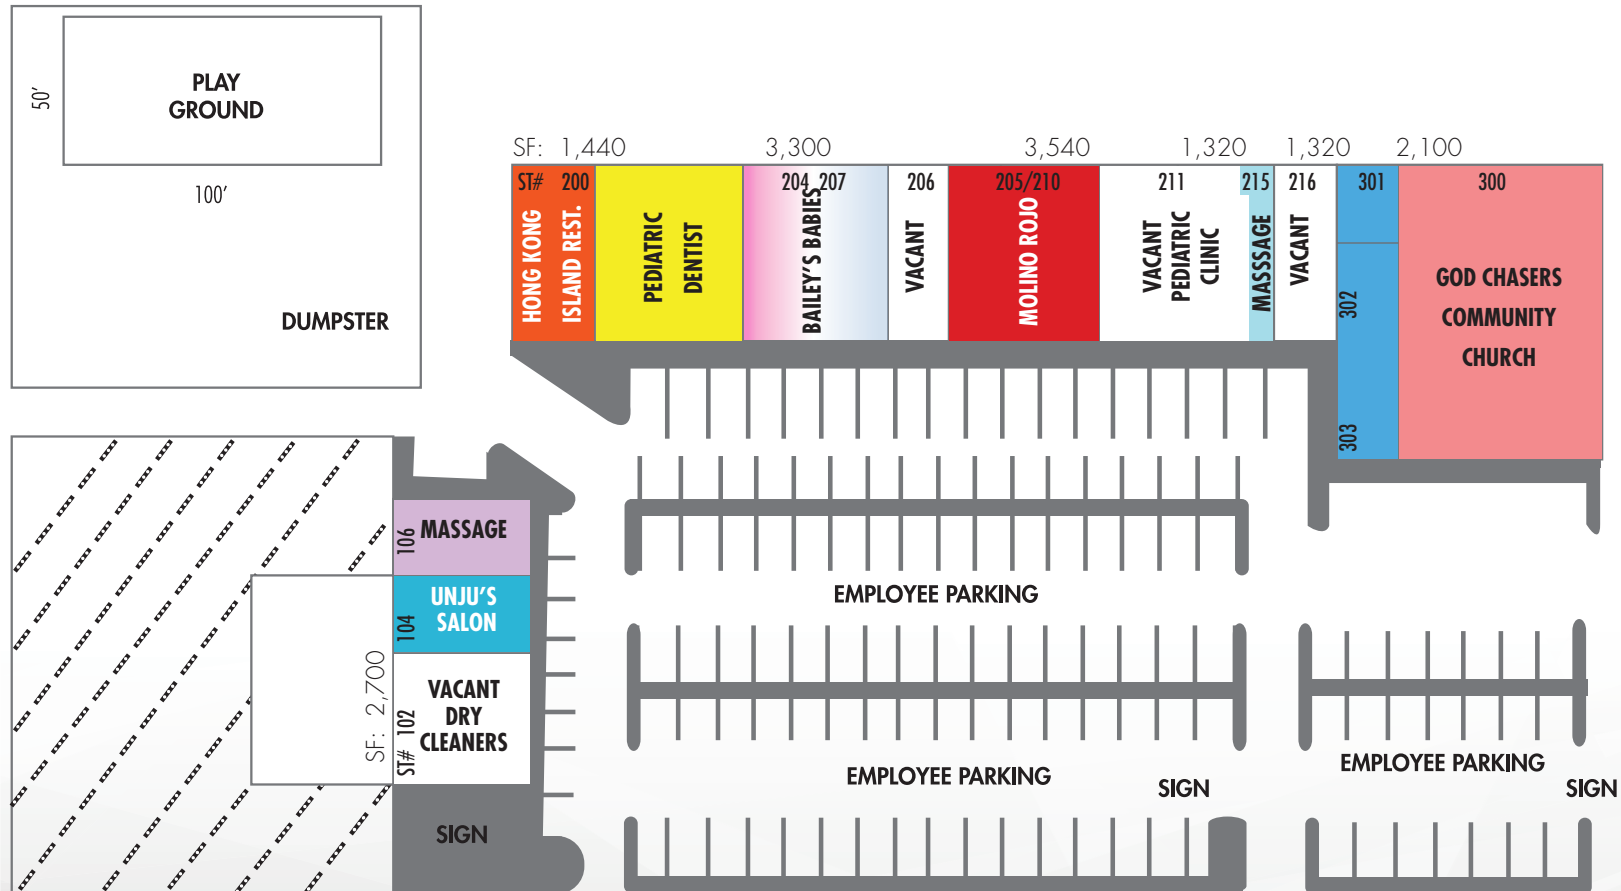 PLAY
GROUND
50'
100'
DUMPSTER
SF: 1,440 3,300 3,540 1,320 1,320 2,100
ST# 200
HONG KONG
ISLAND REST.
PEDIATRIC
DENTIST
204 207
BAILEY'S BABIES
206
VACANT
205/210
MOLINO ROJO
211
VACANT
PEDIATRIC
CLINIC
215
MASSSAGE
216
VACANT
301
302
303
300
GOD CHASERS
COMMUNITY
CHURCH
106
MASSAGE
104
UNJU'S
SALON
SF: 2,700
ST# 102
VACANT
DRY
CLEANERS
SIGN
EMPLOYEE PARKING
EMPLOYEE PARKING
SIGN
EMPLOYEE PARKING
SIGN